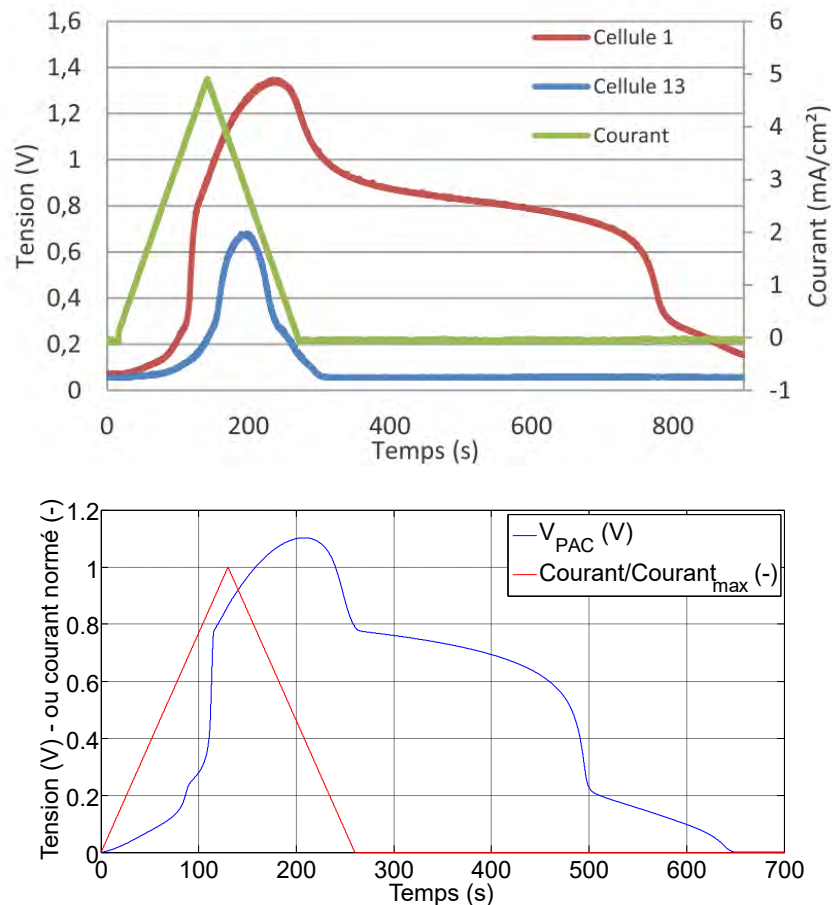 1,6
1,4
1,2
1
0,8
0,6
0,4
0,2
0
Tension (V)
6
5
4
3
2
1
0
-1
Courant (mA/cm²)
Cellule 1
Cellule 13
Courant
0 200 400 600 800
Temps (s)
1.2
1
0.8
0.6
0.4
0.2
0
Tension (V) - ou courant normé (-)
V_PAC (V)
Courant/Courant_max (-)
0 100 200 300 400 500 600 700
Temps (s)